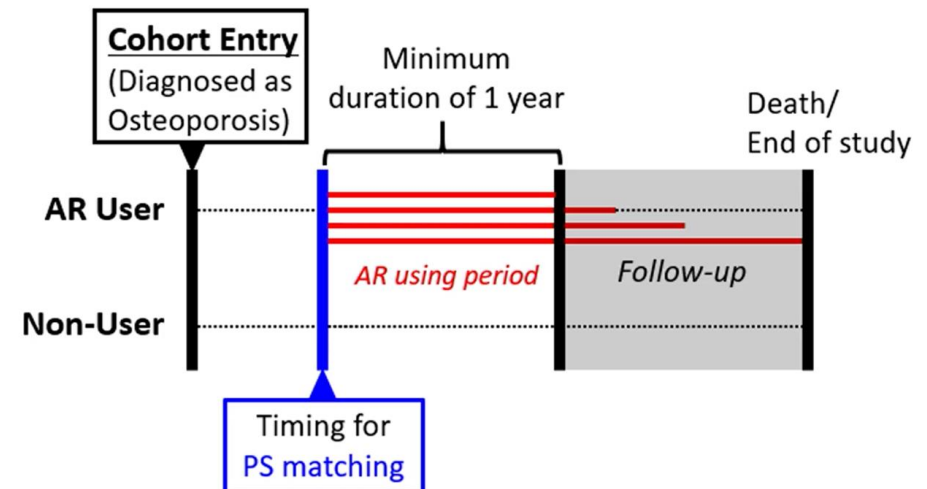 Cohort Entry
(Diagnosed as
Osteoporosis)
Minimum
duration of 1 year
Death/
End of study
AR User
AR using period
Follow-up
Non-User
Timing for
PS matching